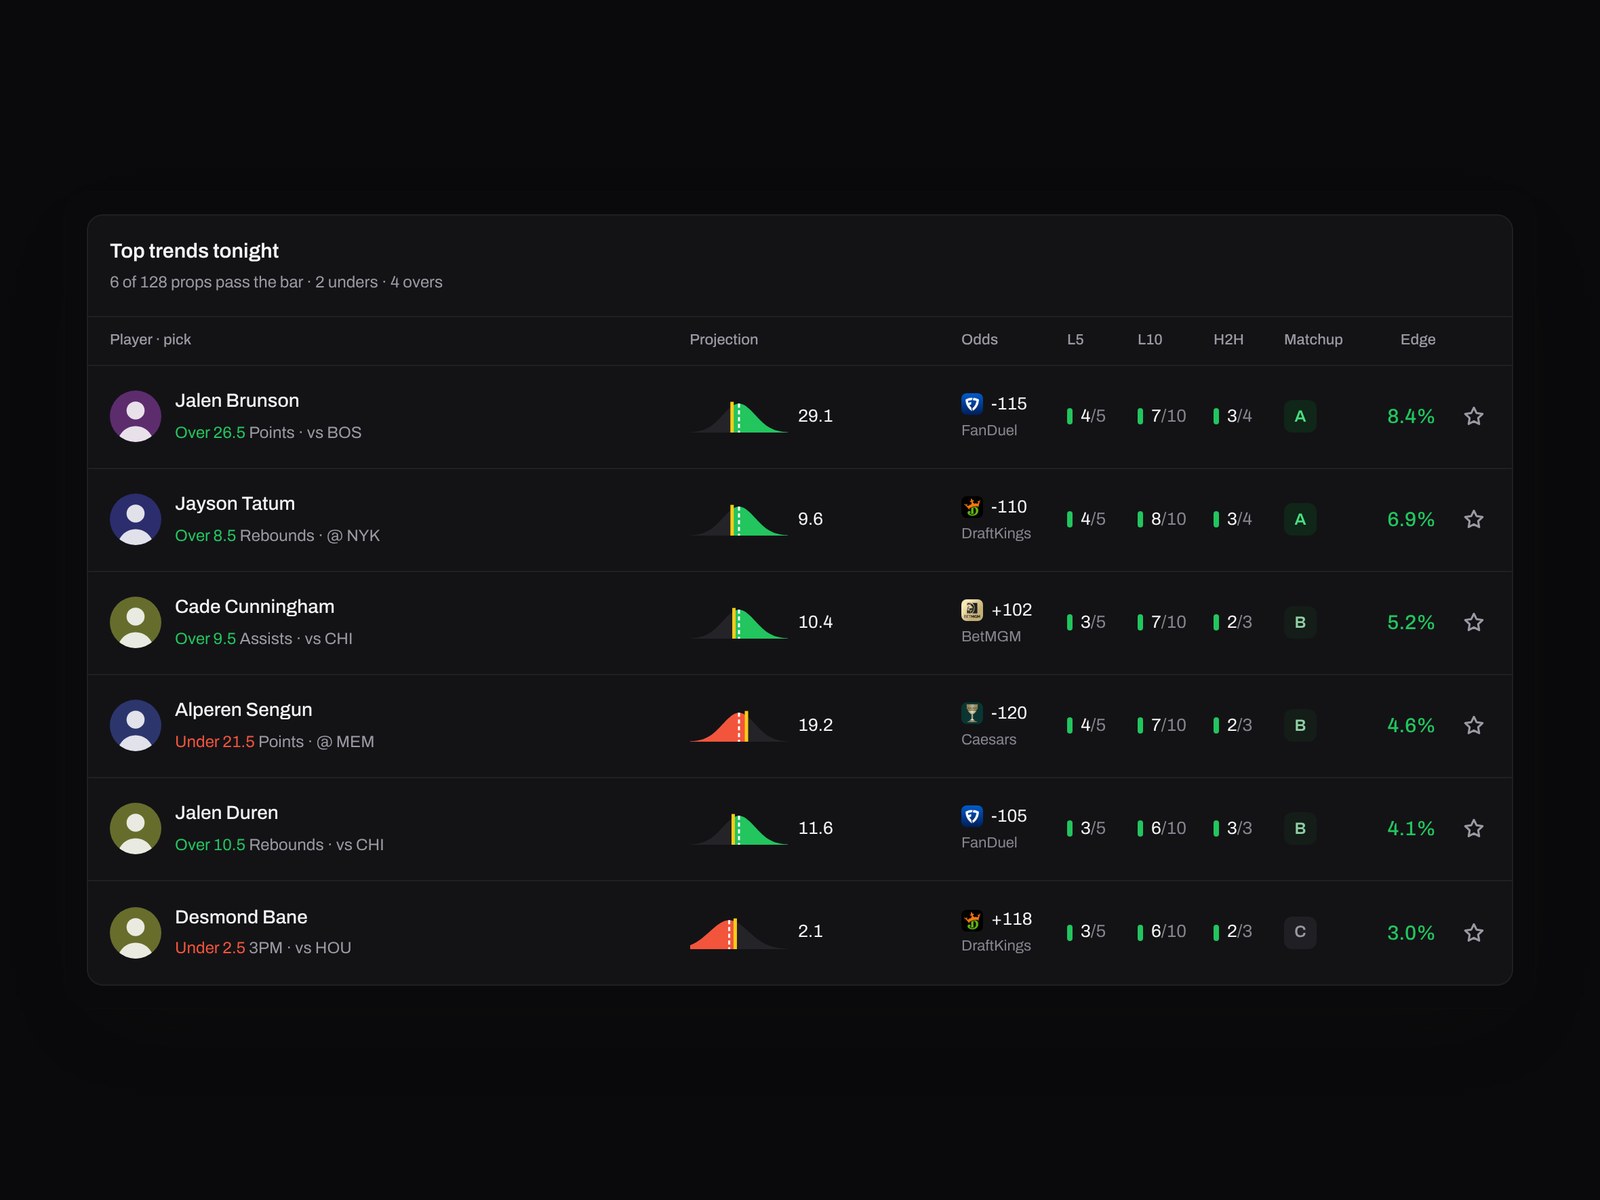 Top trends tonight
6 of 128 props pass the bar · 2 unders · 4 overs
Player · pick Projection Odds L5 L10 H2H Matchup Edge
Jalen Brunson
Over 26.5 Points · vs BOS
29.1
-115
FanDuel
4/5 7/10 3/4 A 8.4%
Jayson Tatum
Over 8.5 Rebounds · @ NYK
9.6
-110
DraftKings
4/5 8/10 3/4 A 6.9%
Cade Cunningham
Over 9.5 Assists · vs CHI
10.4
+102
BetMGM
3/5 7/10 2/3 B 5.2%
Alperen Sengun
Under 21.5 Points · @ MEM
19.2
-120
Caesars
4/5 7/10 2/3 B 4.6%
Jalen Duren
Over 10.5 Rebounds · vs CHI
11.6
-105
FanDuel
3/5 6/10 3/3 B 4.1%
Desmond Bane
Under 2.5 3PM · vs HOU
2.1
+118
DraftKings
3/5 6/10 2/3 C 3.0%